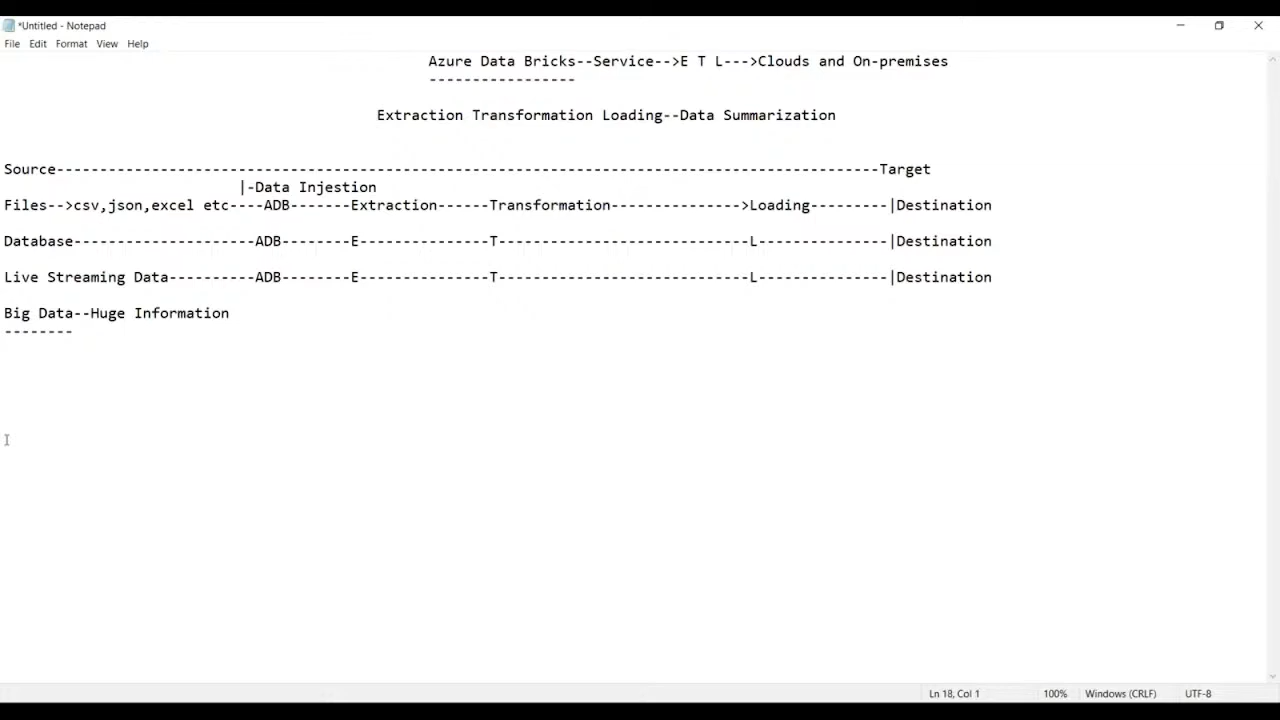 *Untitled - Notepad
File Edit Format View Help
Azure Data Bricks--Service-->E T L--->Clouds and On-premises
-----------------
Extraction Transformation Loading--Data Summarization
Source-----------------------------------------------------------------------------------------------Target
|-Data Injestion
Files-->csv,json,excel etc----ADB-------Extraction------Transformation--------------->Loading---------|Destination
Database---------------------ADB--------E---------------T-----------------------------L---------------|Destination
Live Streaming Data----------ADB--------E---------------T-----------------------------L---------------|Destination
Big Data--Huge Information
--------
Ln 18, Col 1 100% Windows (CRLF) UTF-8